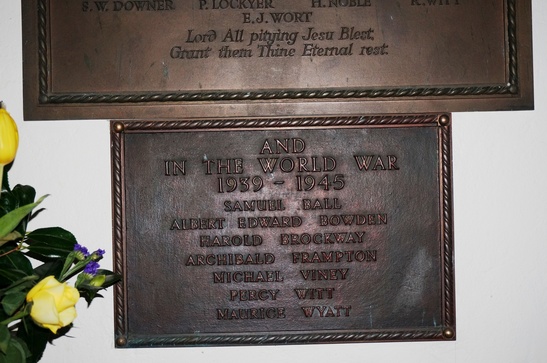 S.W. DOWNER P. LOCKYER H. NOBLE R. WITT
E.J. WORT
Lord All pitying Jesu Blest,
Grant them Thine Eternal rest.
AND
IN THE WORLD WAR
1939 - 1945
SAMUEL BALL
ALBERT EDWARD BOWDEN
HAROLD BROCKWAY
ARCHIBALD FRAMPTON
MICHAEL VINEY
PERCY WITT
MAURICE WYATT